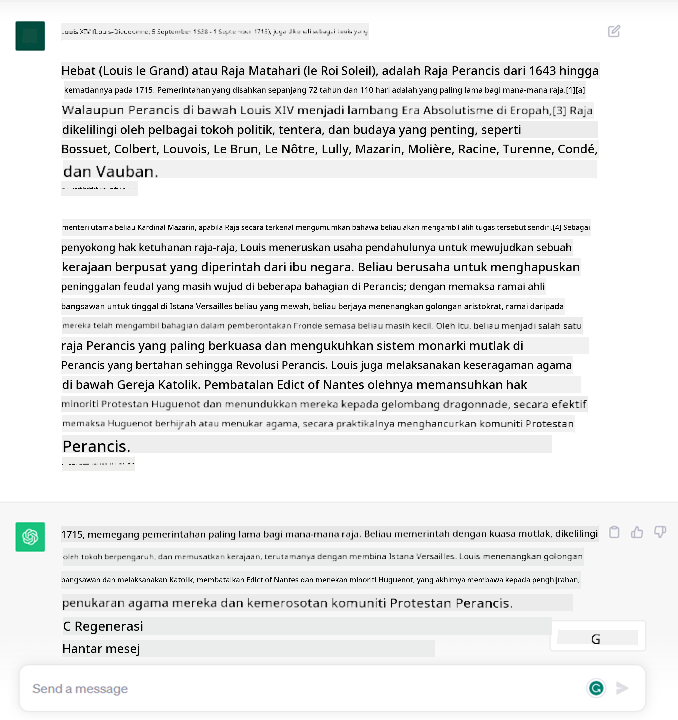 Louis XIV (Louis-Dieudonné; 5 September 1638 - 1 September 1715), juga dikenali sebagai Louis yang
Hebat (Louis le Grand) atau Raja Matahari (le Roi Soleil), adalah Raja Perancis dari 1643 hingga
kematiannya pada 1715. Pemerintahan yang disahkan sepanjang 72 tahun dan 110 hari adalah yang paling lama bagi mana-mana raja.[1][a]
Walaupun Perancis di bawah Louis XIV menjadi lambang Era Absolutisme di Eropah,[3] Raja
dikelilingi oleh pelbagai tokoh politik, tentera, dan budaya yang penting, seperti
Bossuet, Colbert, Louvois, Le Brun, Le Nôtre, Lully, Mazarin, Molière, Racine, Turenne, Condé,
dan Vauban.
menteri utama beliau Kardinal Mazarin, apabila Raja secara terkenal mengumumkan bahawa beliau akan mengambil alih tugas tersebut sendiri.[4] Sebagai
penyokong hak ketuhanan raja-raja, Louis meneruskan usaha pendahulunya untuk mewujudkan sebuah
kerajaan berpusat yang diperintah dari ibu negara. Beliau berusaha untuk menghapuskan
peninggalan feudal yang masih wujud di beberapa bahagian di Perancis; dengan memaksa ramai ahli
bangsawan untuk tinggal di Istana Versailles beliau yang mewah, beliau berjaya menenangkan golongan aristokrat, ramai daripada
mereka telah mengambil bahagian dalam pemberontakan Fronde semasa beliau masih kecil. Oleh itu, beliau menjadi salah satu
raja Perancis yang paling berkuasa dan mengukuhkan sistem monarki mutlak di
Perancis yang bertahan sehingga Revolusi Perancis. Louis juga melaksanakan keseragaman agama
di bawah Gereja Katolik. Pembatalan Edict of Nantes olehnya memansuhkan hak
minoriti Protestan Huguenot dan menundukkan mereka kepada gelombang dragonnade, secara efektif
memaksa Huguenot berhijrah atau menukar agama, secara praktikalnya menghancurkan komuniti Protestan
Perancis.
1715, memegang pemerintahan paling lama bagi mana-mana raja. Beliau memerintah dengan kuasa mutlak, dikelilingi
oleh tokoh berpengaruh, dan memusatkan kerajaan, terutamanya dengan membina Istana Versailles. Louis menenangkan golongan
bangsawan dan melaksanakan Katolik, membatalkan Edict of Nantes dan menekan minoriti Huguenot, yang akhirnya membawa kepada penghijrahan,
penukaran agama mereka dan kemerosotan komuniti Protestan Perancis.
C Regenerasi
G
Hantar mesej
Send a message